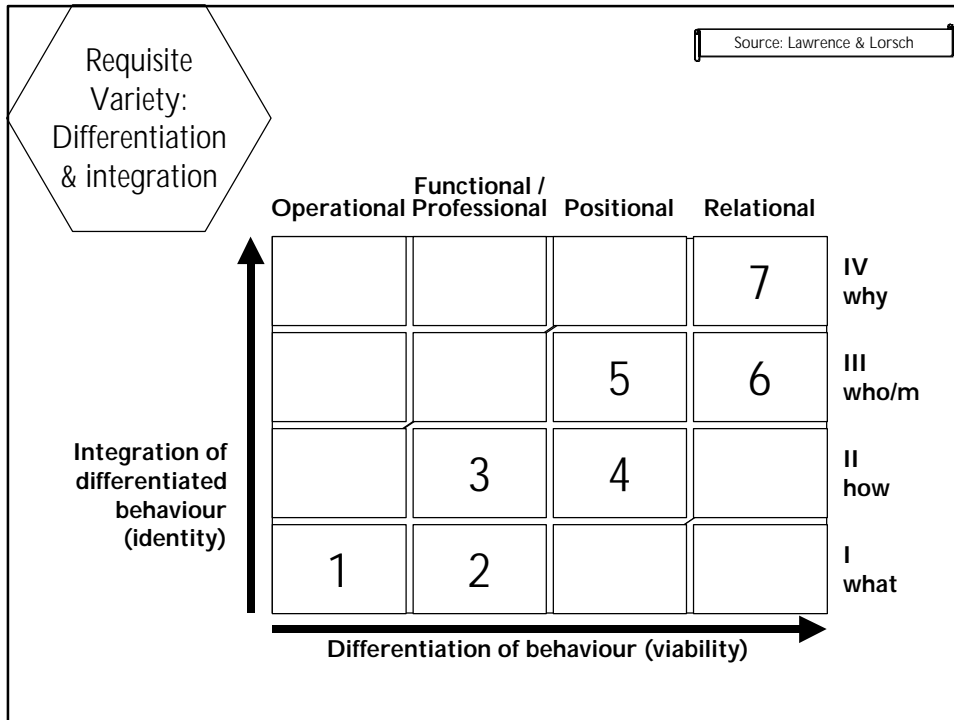 Requisite
Variety:
Differentiation
& integration
Source: Lawrence & Lorsch
Functional /
Operational Professional Positional Relational
7
IV
why
5 6
III
who/m
Integration of
differentiated
behaviour
(identity)
3 4
II
how
1 2
I
what
Differentiation of behaviour (viability)